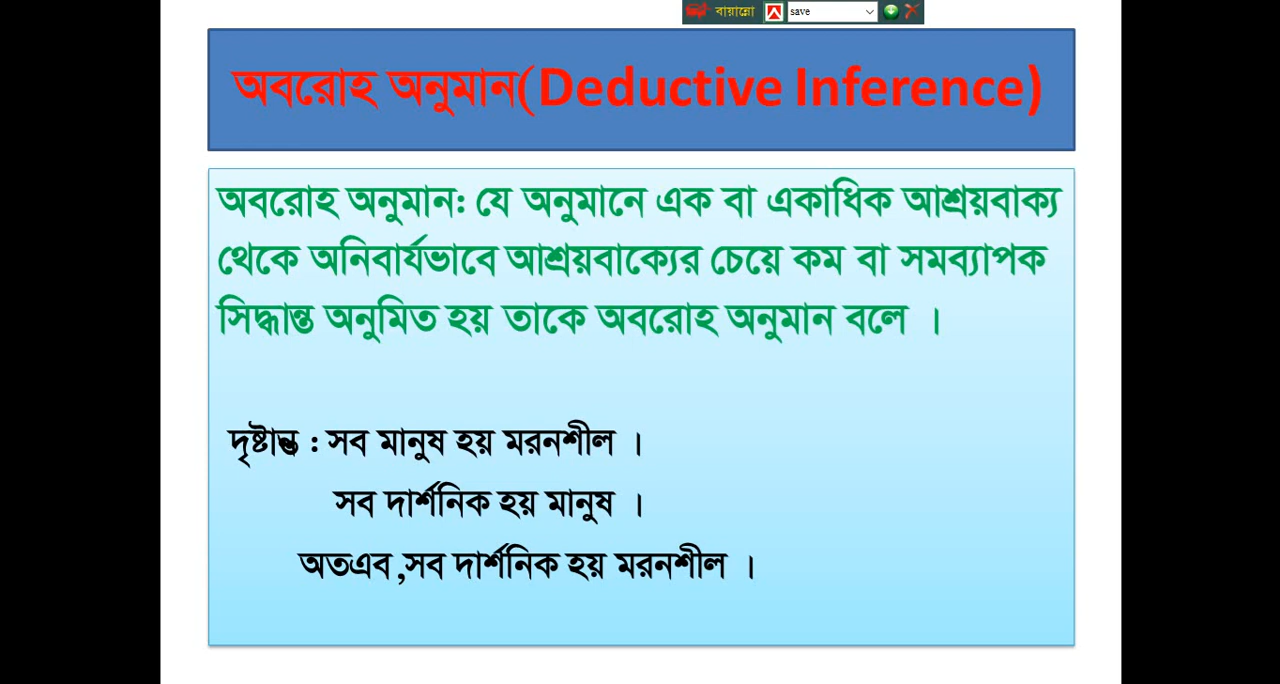 বায়ান্নো save
অবরোহ অনুমান(Deductive Inference)
অবরোহ অনুমান: যে অনুমানে এক বা একাধিক আশ্রয়বাক্য
থেকে অনিবার্যভাবে আশ্রয়বাক্যের চেয়ে কম বা সমব্যাপক
সিদ্ধান্ত অনুমিত হয় তাকে অবরোহ অনুমান বলে ।
দৃষ্টান্ত : সব মানুষ হয় মরনশীল ।
সব দার্শনিক হয় মানুষ ।
অতএব ,সব দার্শনিক হয় মরনশীল ।